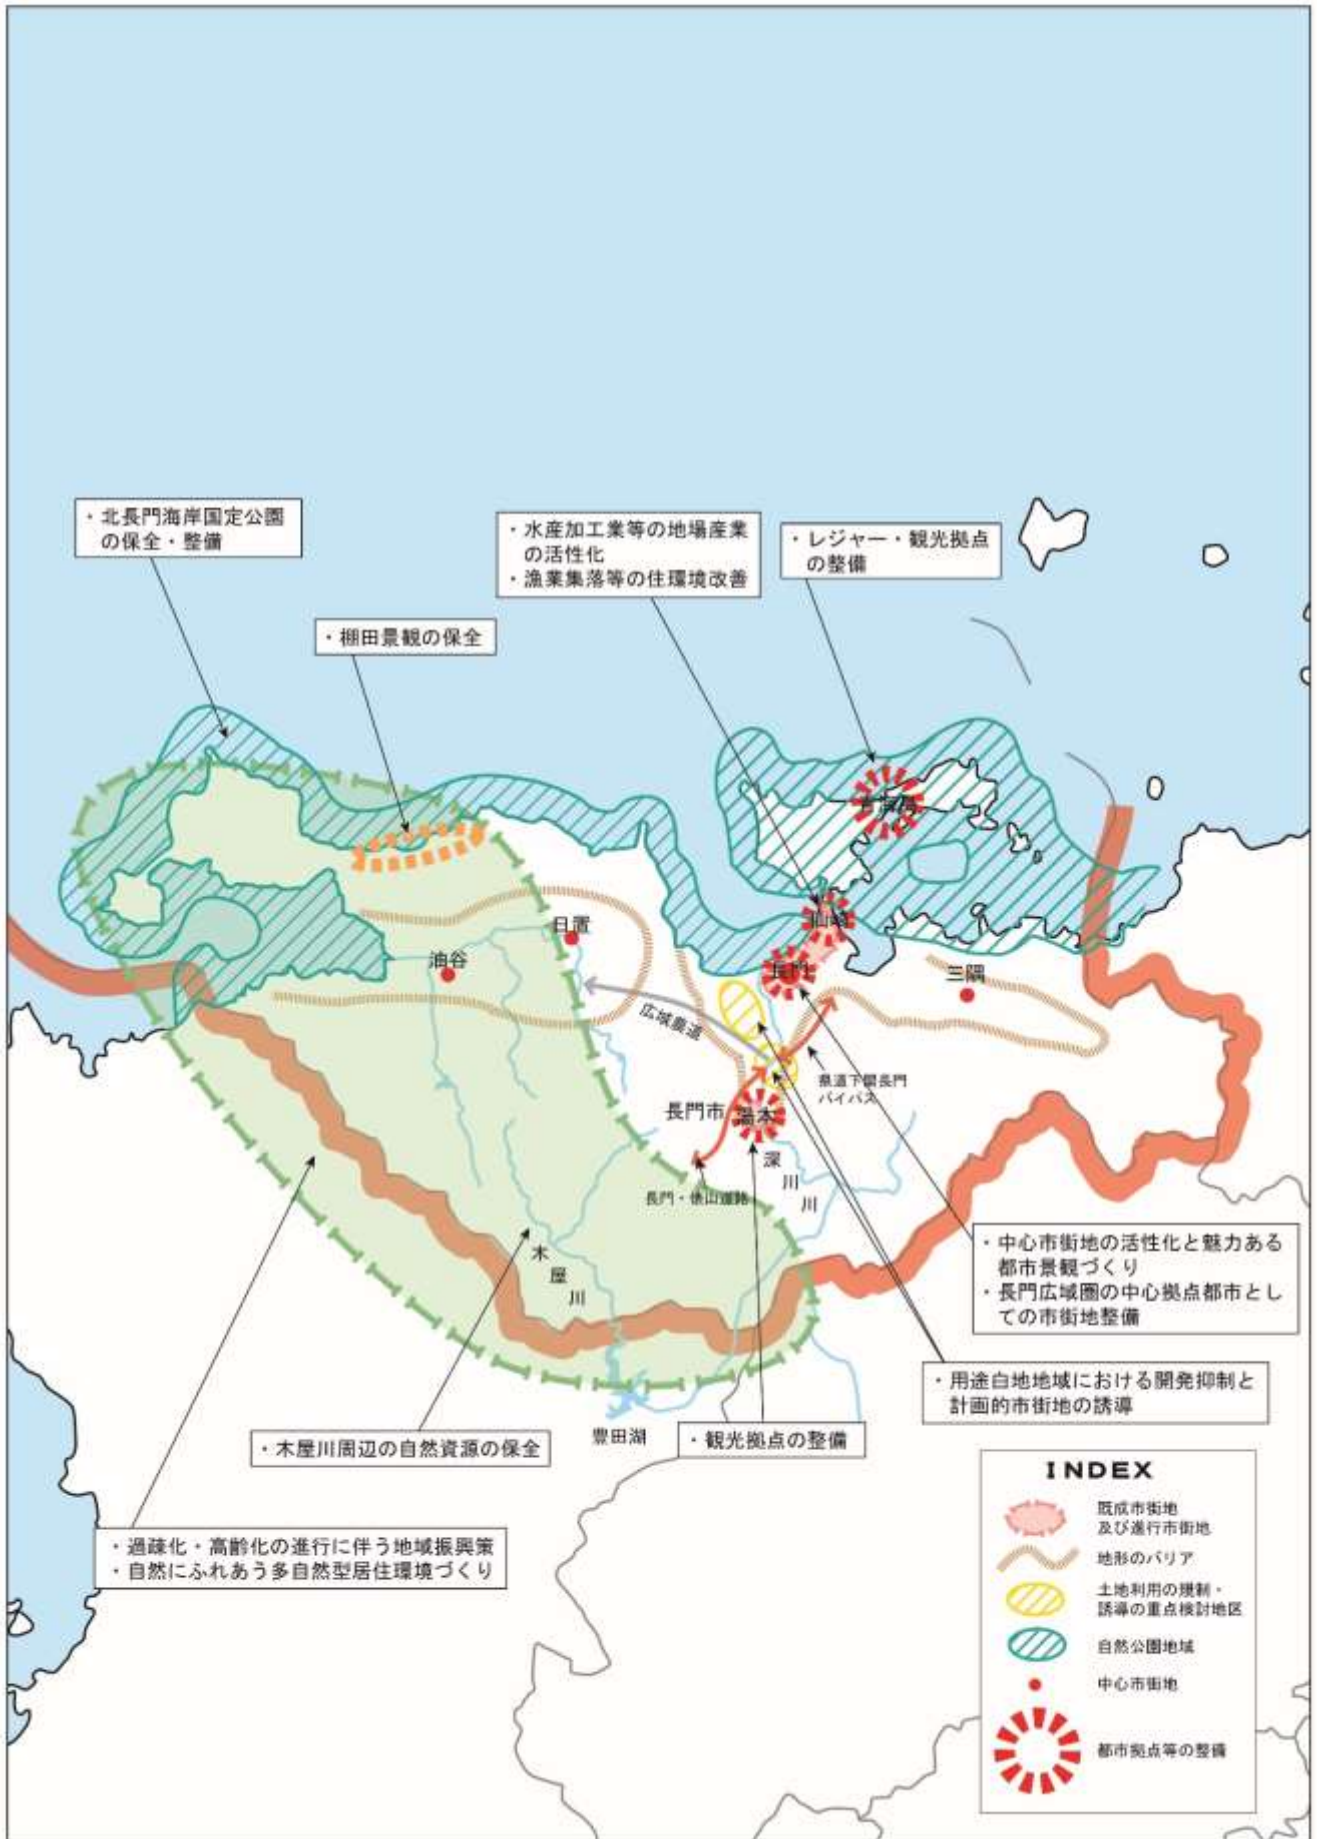 ・北長門海岸国定公園
の保全・整備
・水産加工業等の地場産業
の活性化
・漁業集落等の住環境改善
・レジャー・観光拠点
の整備
・棚田景観の保全
仙崎
日置
油谷
長門
三隅
広域農道
県道下関長門
バイパス
長門市
湯本
深川川
長門・俵山道路
木屋川
・中心市街地の活性化と魅力ある
都市景観づくり
・長門広域圏の中心拠点都市とし
ての市街地整備
・用途白地地域における開発抑制と
計画的市街地の誘導
豊田湖
・観光拠点の整備
・木屋川周辺の自然資源の保全
・過疎化・高齢化の進行に伴う地域振興策
・自然にふれあう多自然型居住環境づくり
INDEX
既成市街地
及び進行市街地
地形のバリア
土地利用の規制・
誘導の重点検討地区
自然公園地域
中心市街地
都市拠点等の整備